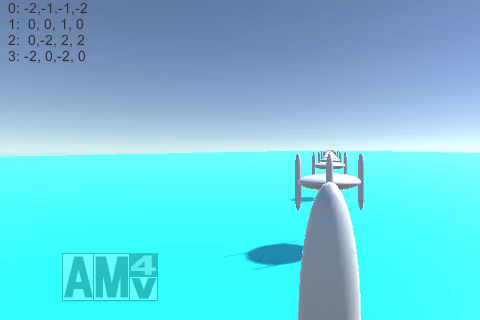 0: -2,-1,-1,-2
1: 0, 0, 1, 0
2: 0,-2, 2, 2
3: -2, 0,-2, 0
AM4V